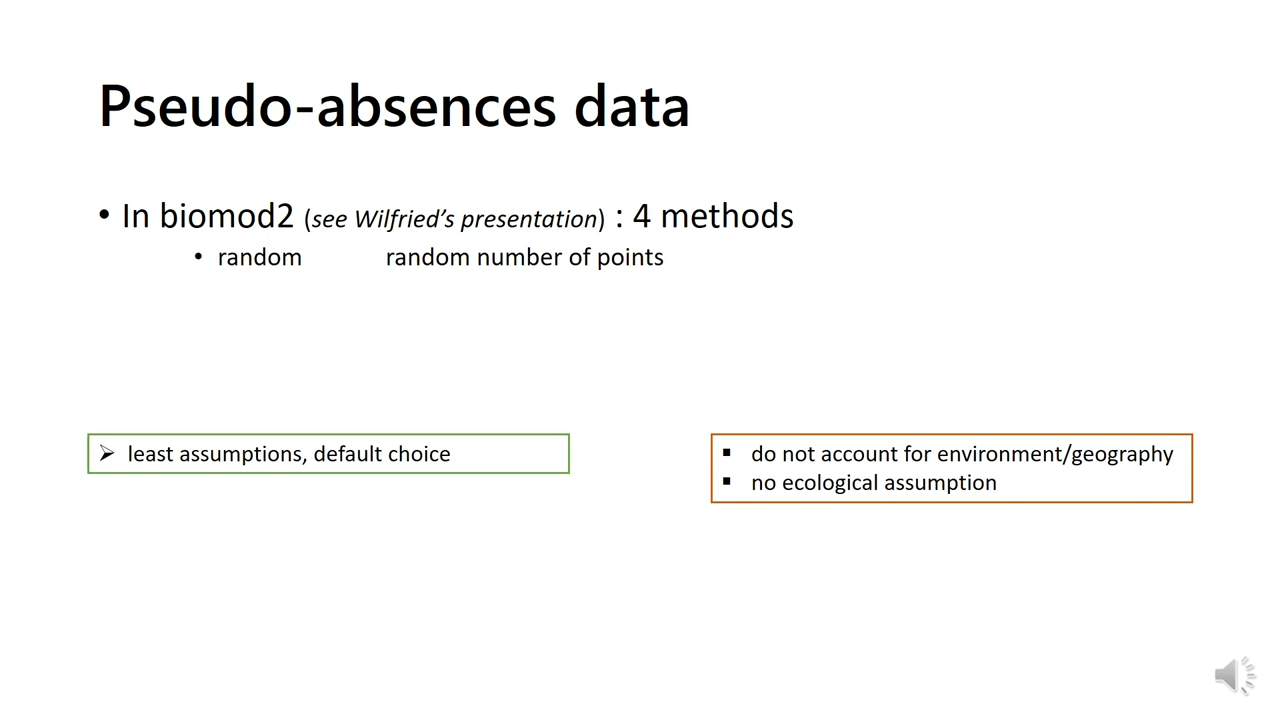 Pseudo-absences data
• In biomod2 (see Wilfried's presentation) : 4 methods
• random random number of points
➢ least assumptions, default choice
▪ do not account for environment/geography
▪ no ecological assumption